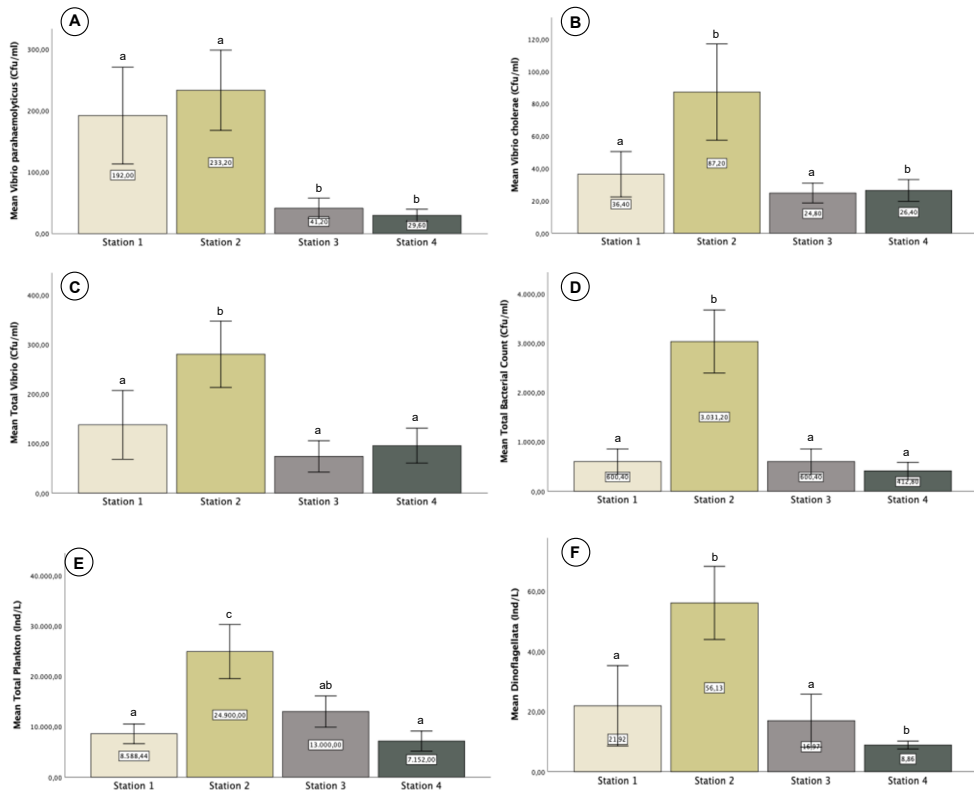 A
Mean Vibrio parahaemolyticus (Cfu/ml)
300,00
200,00
100,00
0,00
a
a
b
b
192,00
233,20
41,20
29,60
Station 1
Station 2
Station 3
Station 4
B
Mean Vibrio cholerae (Cfu/ml)
120,00
100,00
80,00
60,00
40,00
20,00
0,00
a
b
a
b
36,40
87,20
24,80
26,40
Station 1
Station 2
Station 3
Station 4
C
Mean Total Vibrio (Cfu/ml)
400,00
300,00
200,00
100,00
0,00
a
b
a
a
Station 1
Station 2
Station 3
Station 4
D
Mean Total Bacterial Count (Cfu/ml)
4.000,00
3.000,00
2.000,00
1.000,00
0,00
a
b
a
a
600,40
3.031,20
600,40
412,80
Station 1
Station 2
Station 3
Station 4
E
Mean Total Plankton (Ind/L)
40.000,00
30.000,00
20.000,00
10.000,00
0,00
a
c
ab
a
8.588,44
24.900,00
13.000,00
7.152,00
Station 1
Station 2
Station 3
Station 4
F
Mean Dinoflagellata (Ind/L)
60,00
40,00
20,00
0,00
a
b
a
b
21,92
56,13
8,86
Station 1
Station 2
Station 3
Station 4